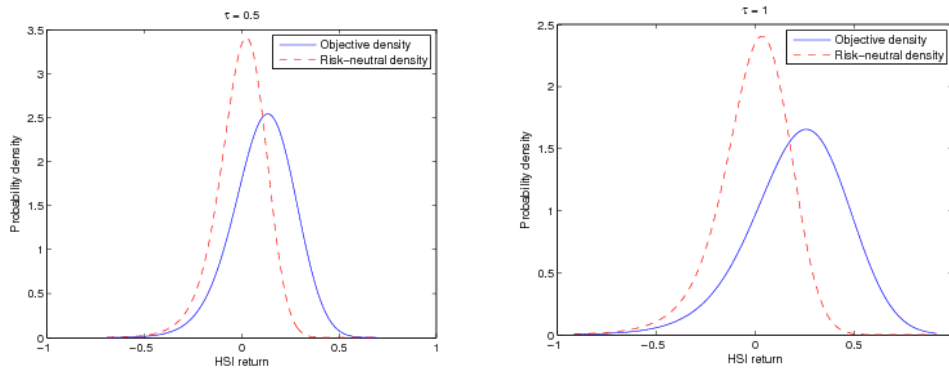 τ = 0.5
3.5
3
2.5
2
1.5
1
0.5
0
Probability density
Objective density
Risk−neutral density
−1
−0.5
0
0.5
1
HSI return
τ = 1
2.5
2
1.5
1
0.5
0
Probability density
Objective density
Risk−neutral density
−1
−0.5
0
0.5
HSI return